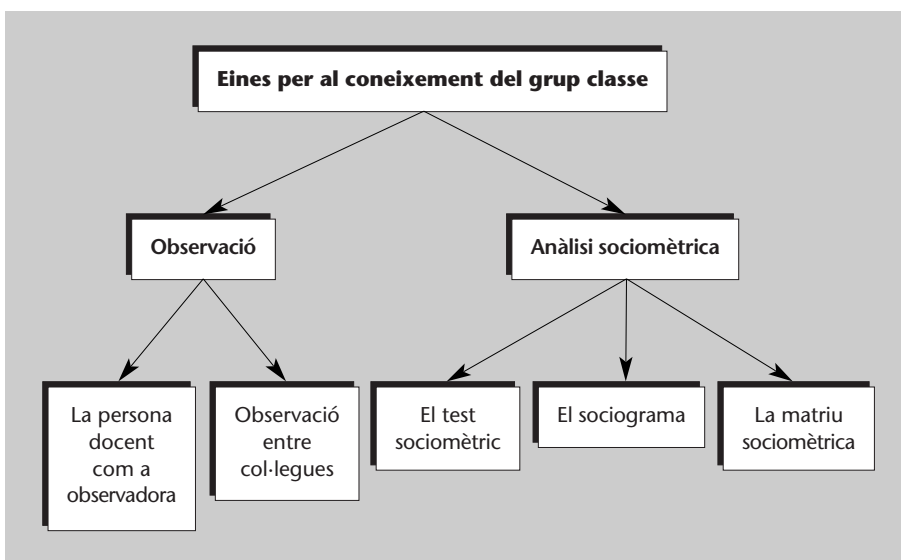 Eines per al coneixement del grup classe
Observació
Anàlisi sociomètrica
La persona
docent
com a
observadora
Observació
entre
col·legues
El test
sociomètric
El sociograma
La matriu
sociomètrica